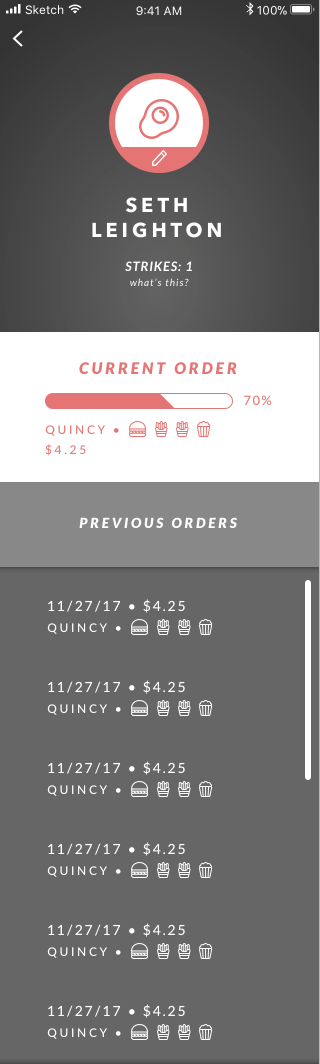 Sketch 9:41 AM 100%
SETH
LEIGHTON
STRIKES: 1
what's this?
CURRENT ORDER
70%
QUINCY •
$4.25
PREVIOUS ORDERS
11/27/17 • $4.25
QUINCY •
11/27/17 • $4.25
QUINCY •
11/27/17 • $4.25
QUINCY •
11/27/17 • $4.25
QUINCY •
11/27/17 • $4.25
QUINCY •
11/27/17 • $4.25
QUINCY •